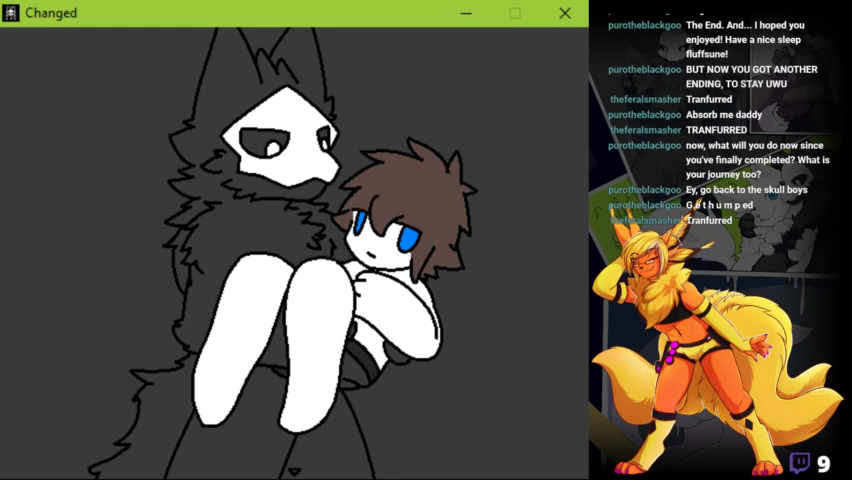 Changed
purotheblackgoo The End. And... I hoped you
enjoyed! Have a nice sleep
fluffsune!
purotheblackgoo BUT NOW YOU GOT ANOTHER
ENDING, TO STAY UWU
theferalsmasher Tranfurred
purotheblackgoo Absorb me daddy
theferalsmasher TRANFURRED
purotheblackgoo now, what will you do now since
you've finally completed? What is
your journey too?
purotheblackgoo Ey, go back to the skull boys
purotheblackgoo G e t h u m p ed
theferalsmasher Tranfurred
9